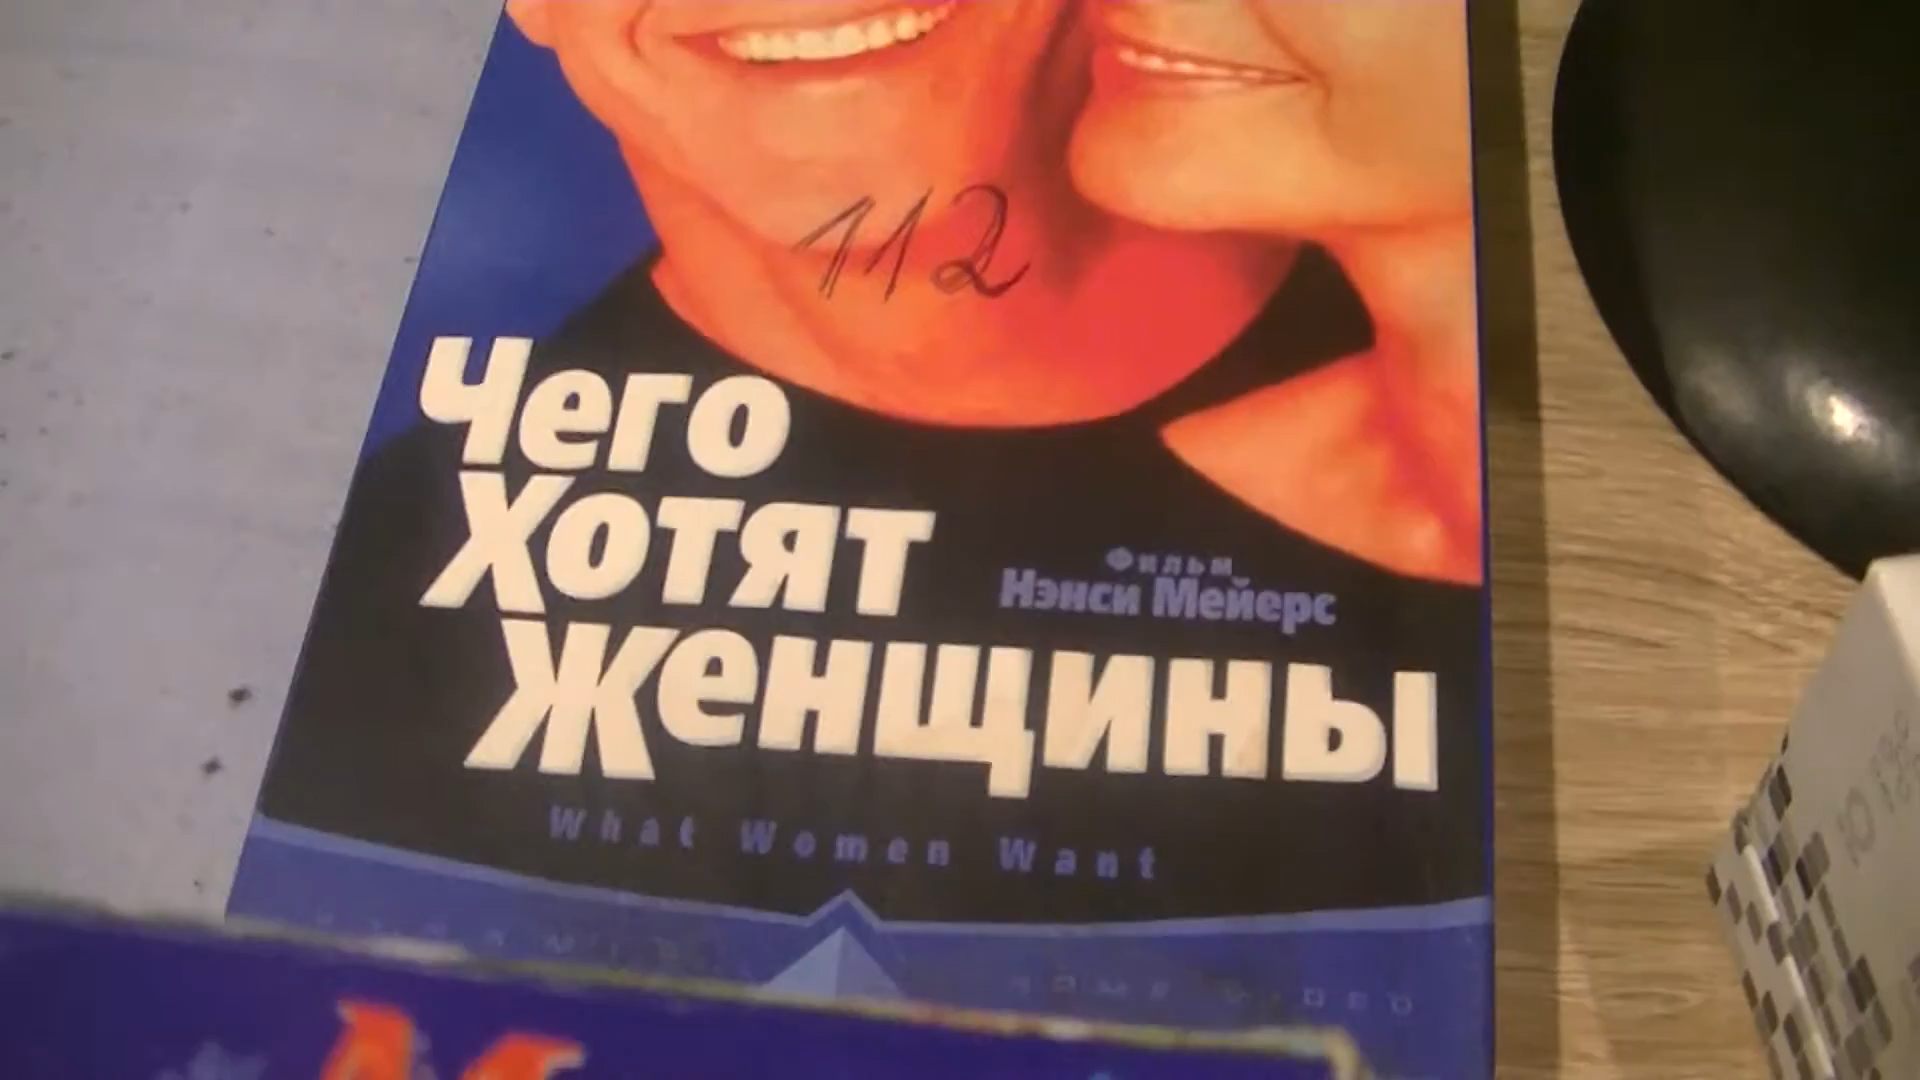 112
Чего
Хотят
Фильм
Нэнси Мейерс
Женщины
What Women Want